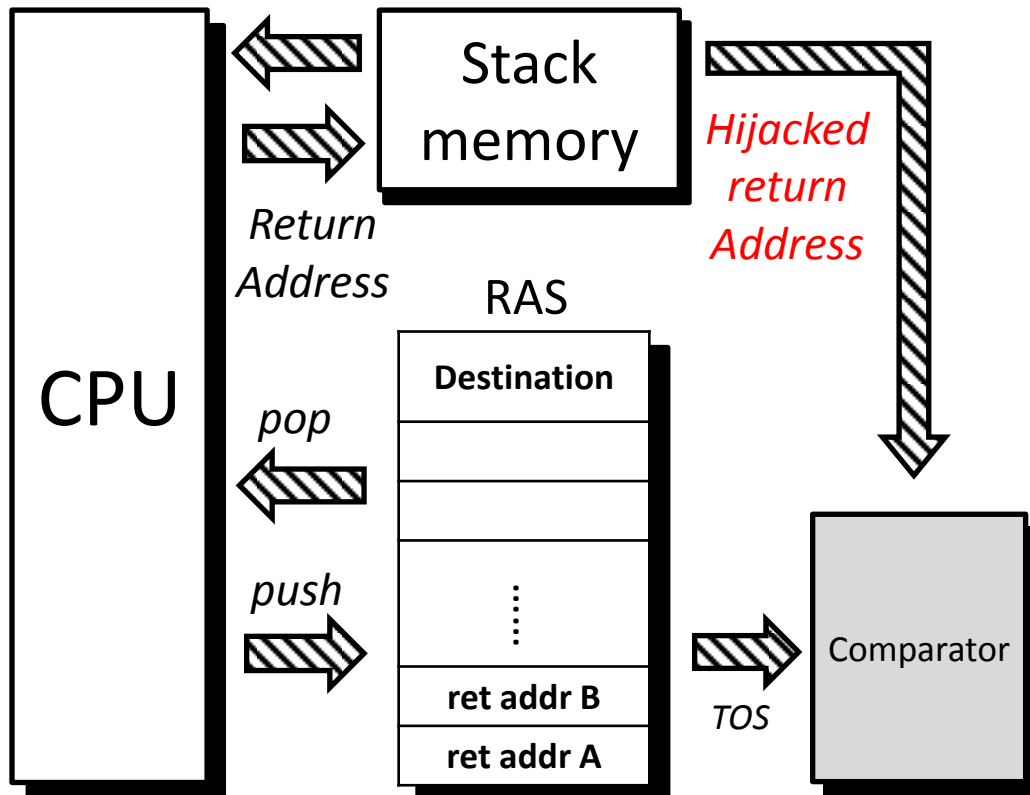 CPU
Stack
memory
Return
Address
Hijacked
return
Address
RAS
Destination
pop
push
......
ret addr B
ret addr A
TOS
Comparator